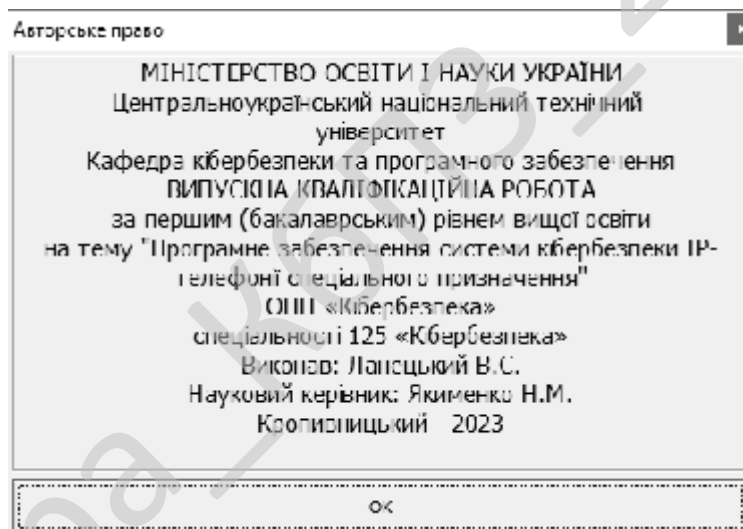 Авторське право
МІНІСТЕРСТВО ОСВІТИ І НАУКИ УКРАЇНИ
Центральноукраїнський національний технічний
університет
Кафедра кібербезпеки та програмного забезпечення
ВИПУСКНА КВАЛІФІКАЦІЙНА РОБОТА
за першим (бакалаврським) рівнем вищої освіти
на тему "Програмне забезпечення системи кібербезпеки IP-
телефонії спеціального призначення"
ОПП «Кібербезпека»
спеціальності 125 «Кібербезпека»
Виконав: Ланецький В.С.
Науковий керівник: Якименко Н.М.
Кропивницький 2023
OK